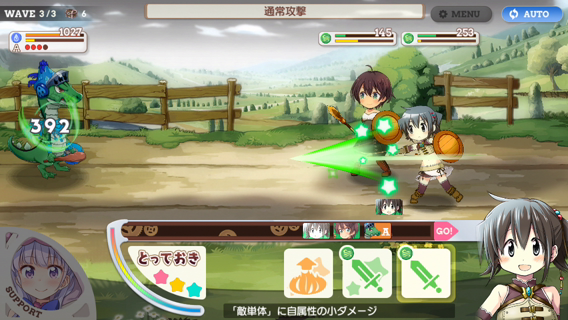 WAVE 3/3 6
通常攻撃
MENU
AUTO
1027
A
145
253
392
A
GO!
とっておき
SUPPORT
「敵単体」に自属性の小ダメージ